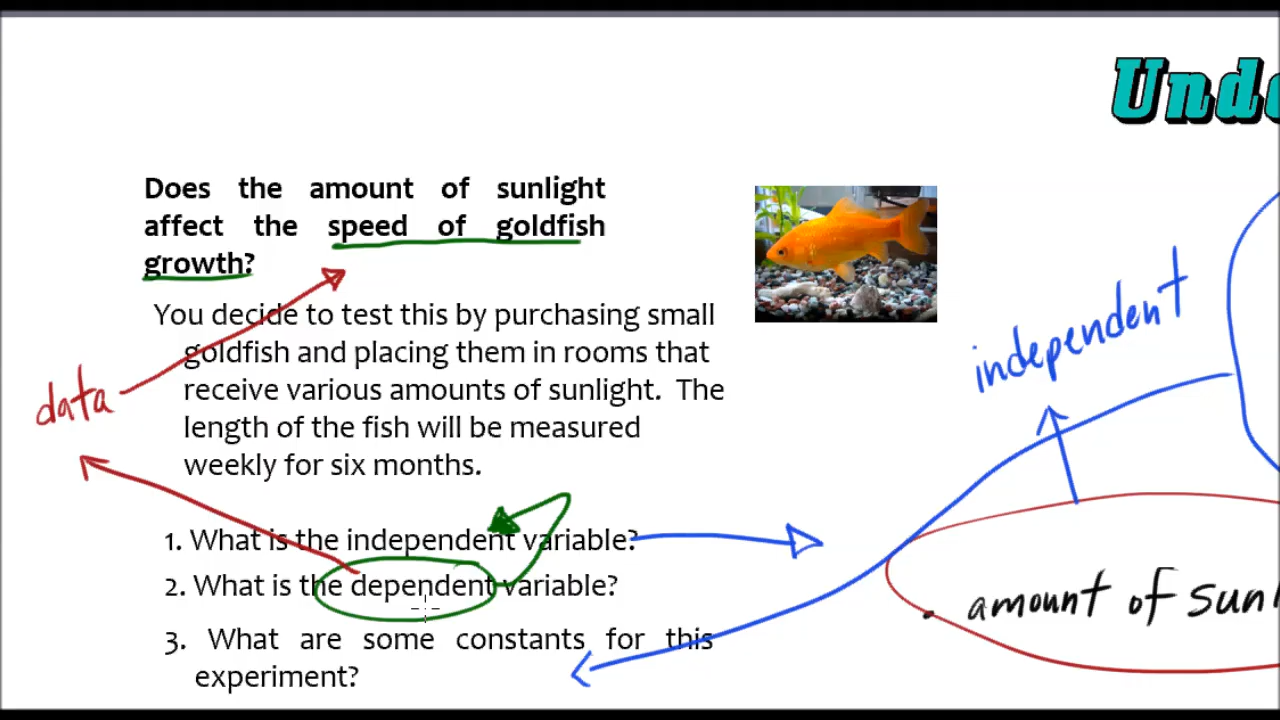 Unde
Does the amount of sunlight
affect the speed of goldfish
growth?
You decide to test this by purchasing small
goldfish and placing them in rooms that
receive various amounts of sunlight. The
length of the fish will be measured
weekly for six months.
data
independent
1. What is the independent variable?
2. What is the dependent variable?
3. What are some constants for this
experiment?
• amount of sunl